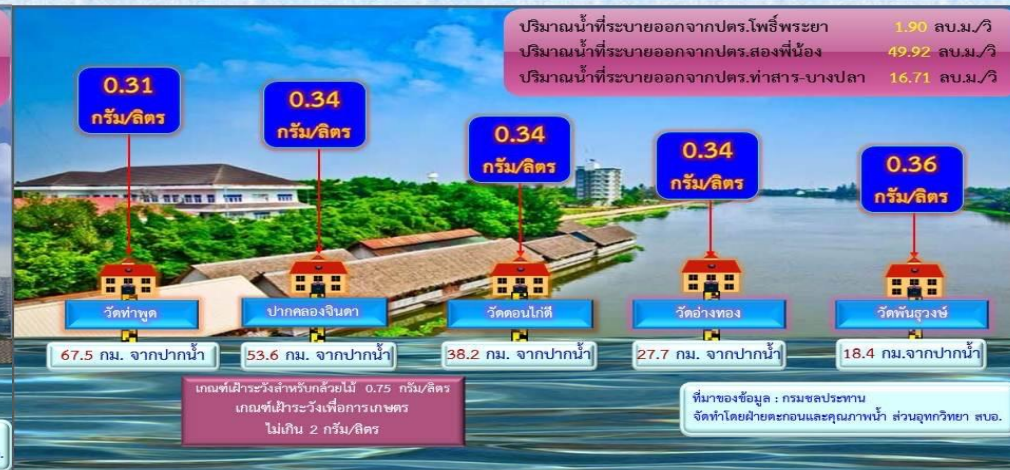 ปริมาณน้ำที่ระบายออกจากปตร.โพธิ์พระยา 1.90 ลบ.ม./วิ
ปริมาณน้ำที่ระบายออกจากปตร.สองพี่น้อง 49.92 ลบ.ม./วิ
ปริมาณน้ำที่ระบายออกจากปตร.ท่าสาร-บางปลา 16.71 ลบ.ม./วิ
0.31
กรัม/ลิตร
0.34
กรัม/ลิตร
0.34
กรัม/ลิตร
0.34
กรัม/ลิตร
0.36
กรัม/ลิตร
วัดท่าพูด
ปากคลองจินดา
วัดดอนไก่ดี
วัดอ่างทอง
วัดพันธุวงษ์
67.5 กม. จากปากน้ำ
53.6 กม. จากปากน้ำ
38.2 กม. จากปากน้ำ
27.7 กม. จากปากน้ำ
18.4 กม.จากปากน้ำ
เกณฑ์เฝ้าระวังสำหรับกล้วยไม้ 0.75 กรัม/ลิตร
เกณฑ์เฝ้าระวังเพื่อการเกษตร
ไม่เกิน 2 กรัม/ลิตร
ที่มาของข้อมูล : กรมชลประทาน
จัดทำโดยฝ่ายตะกอนและคุณภาพน้ำ ส่วนอุทกวิทยา สบอ.